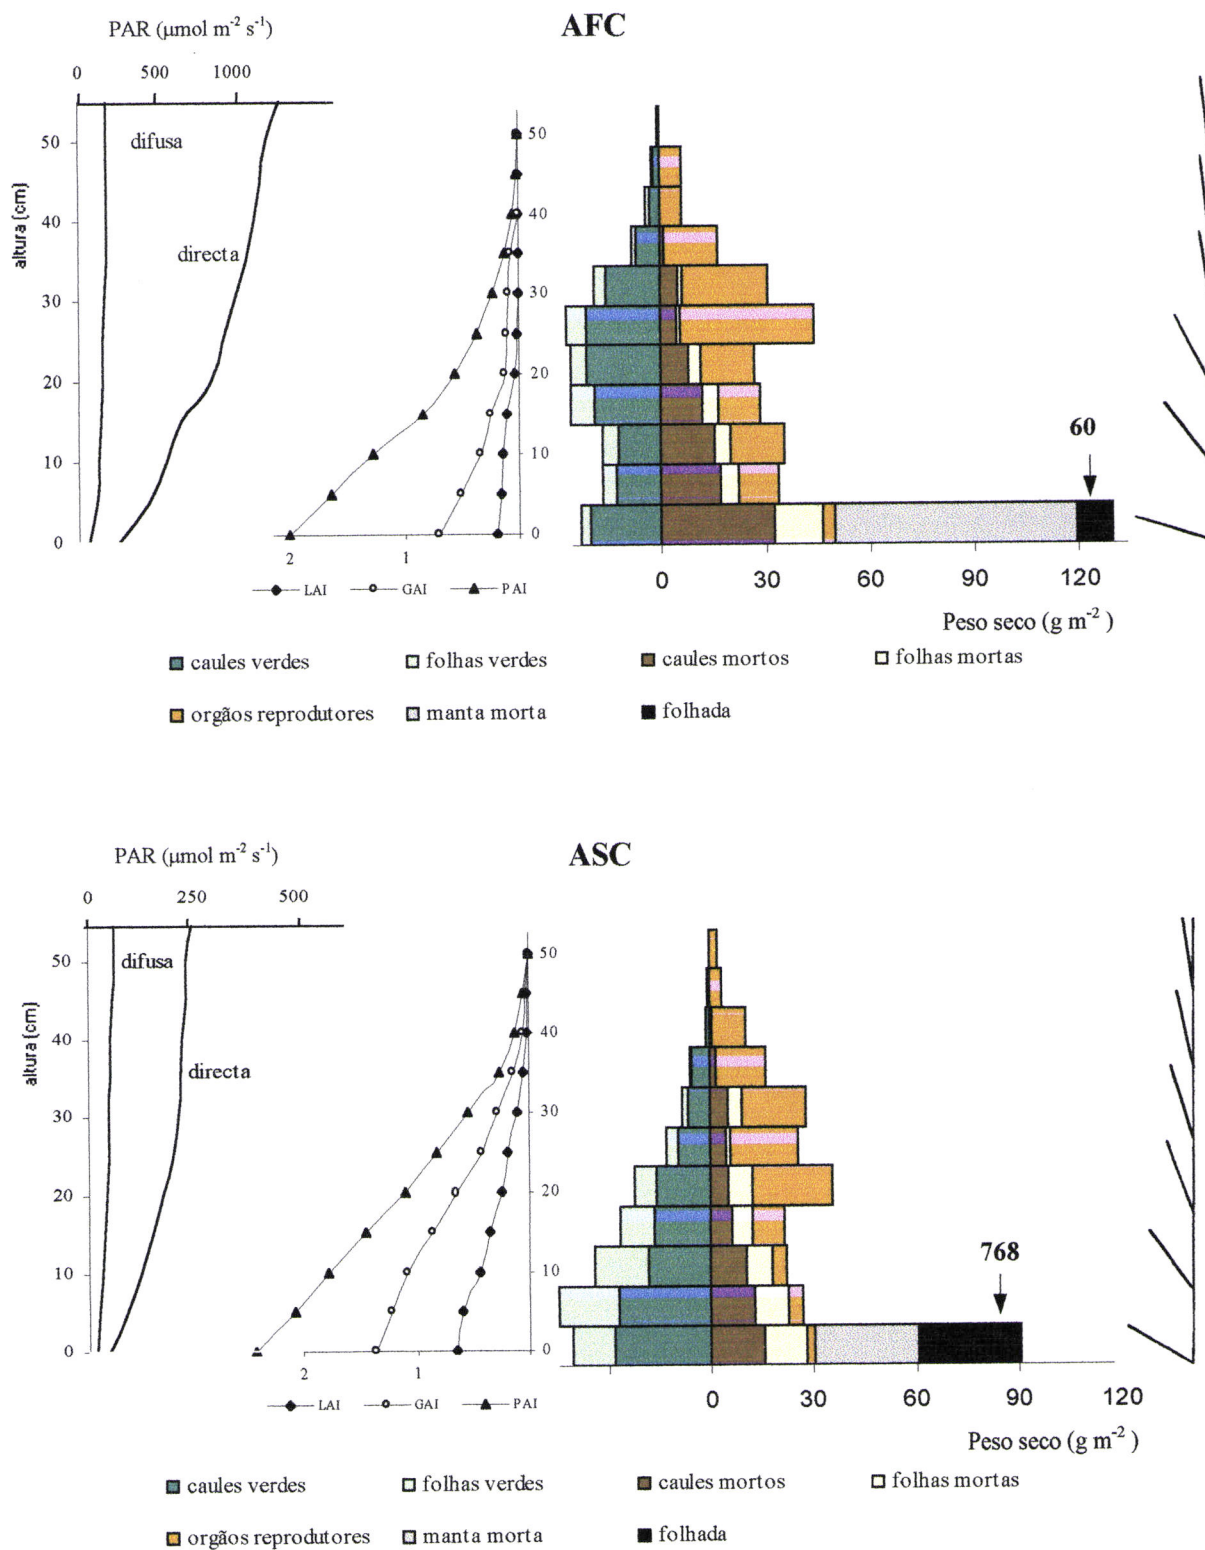 AFC
PAR (µmol m-2 s-1)
0 500 1000
altura (cm)
50
40
30
20
10
0
difusa
directa
50
40
30
20
10
0
2 1
LAI GAI PAI
60
0 30 60 90 120
Peso seco (g m-2 )
caules verdes folhas verdes caules mortos folhas mortas
orgãos reprodutores manta morta folhada
ASC
PAR (µmol m-2 s-1)
0 250 500
altura (cm)
50
40
30
20
10
0
difusa
directa
50
40
30
20
10
0
2 1
LAI GAI PAI
768
0 30 60 90 120
Peso seco (g m-2 )
caules verdes folhas verdes caules mortos folhas mortas
orgãos reprodutores manta morta folhada